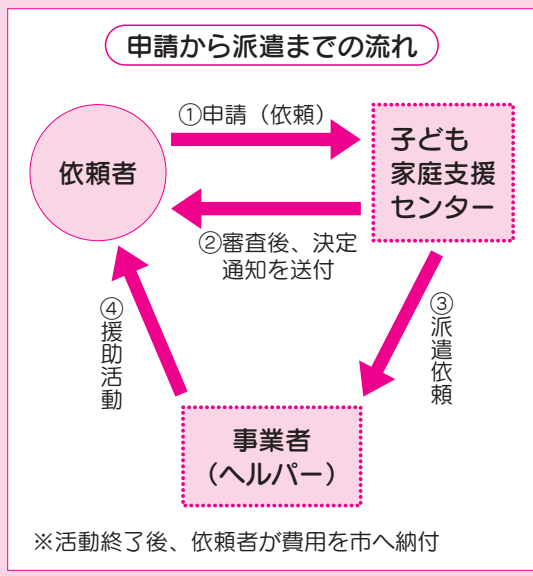 申請から派遣までの流れ
①申請（依頼）
依頼者
子ども
家庭支援
センター
②審査後、決定
通知を送付
③派遣依頼
④援助活動
事業者
（ヘルパー）
※活動終了後、依頼者が費用を市へ納付